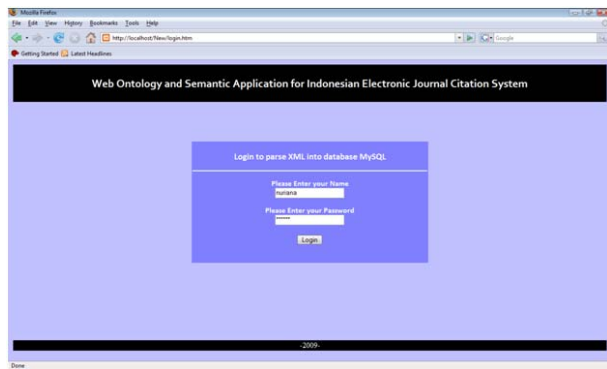 Mozilla Firefox
File Edit View History Bookmarks Tools Help
http://localhost/New/login.htm
Google
Getting Started Latest Headlines
Web Ontology and Semantic Application for Indonesian Electronic Journal Citation System
Login to parse XML into database MySQL
Please Enter your Name
nuriana
Please Enter your Password
Login
-2009-
Done